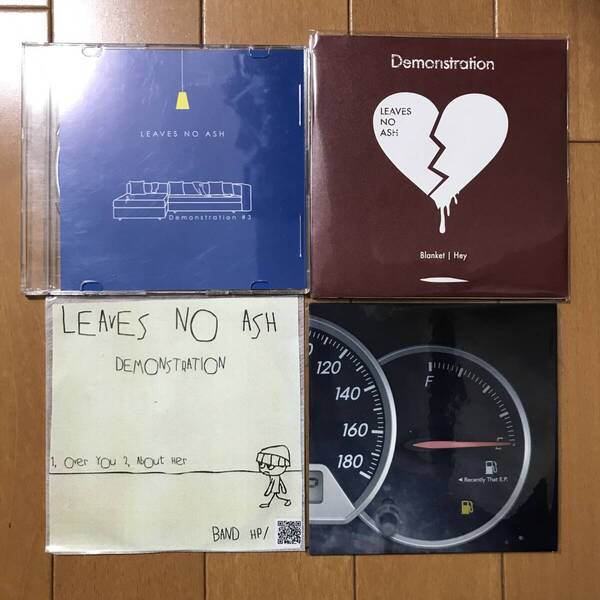 LEAVES NO ASH
Demonstration #3
Demonstration
LEAVES
NO
ASH
Blanket | Hey
LEAVES NO ASH
DEMONSTRATION
1, Over You 2, About Her
BAND HP/
120
140
160
180
F
E
◀ Recently That E.P.